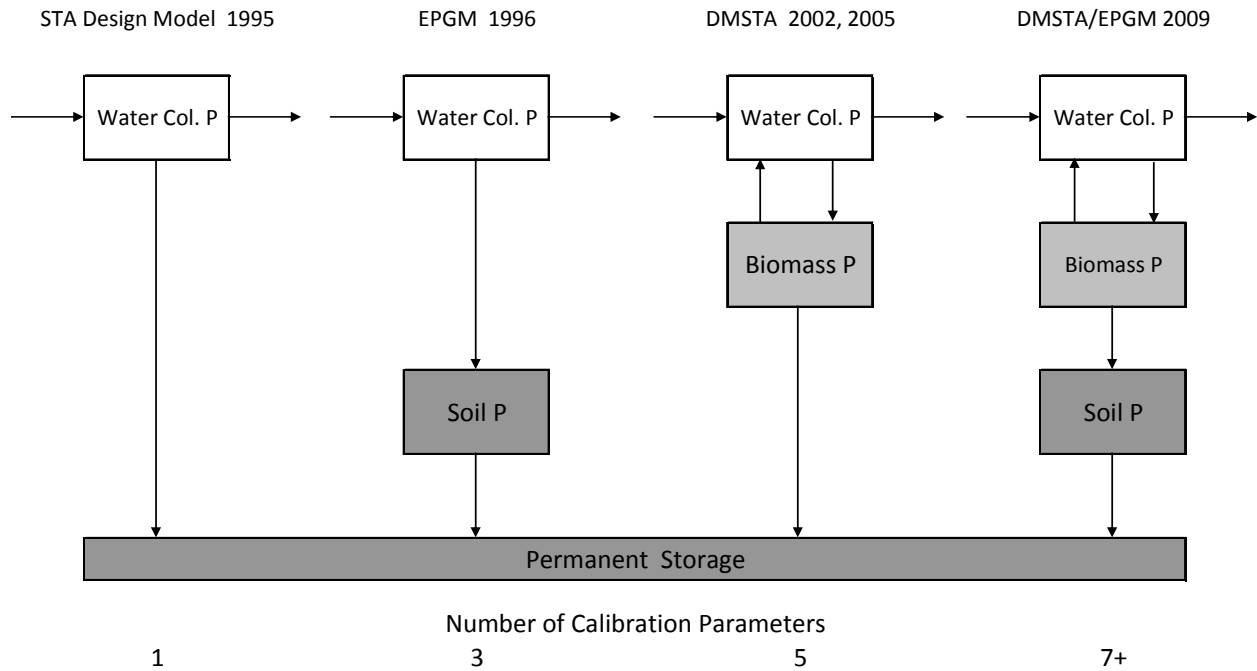 STA Design Model 1995 EPGM 1996 DMSTA 2002, 2005 DMSTA/EPGM 2009
Water Col. P Water Col. P Water Col. P Water Col. P
Biomass P Biomass P
Soil P Soil P
Permanent Storage
Number of Calibration Parameters
1 3 5 7+